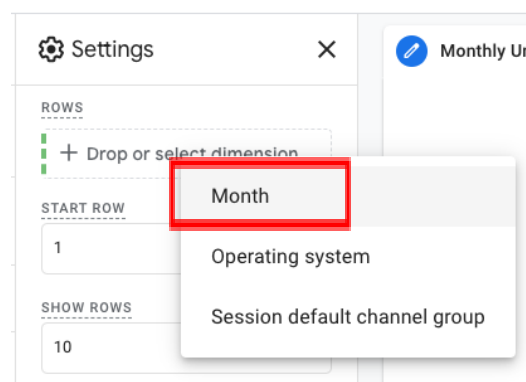 Settings
Monthly Ur
ROWS
Drop or select dimension
Month
START ROW
1
Operating system
SHOW ROWS
Session default channel group
10